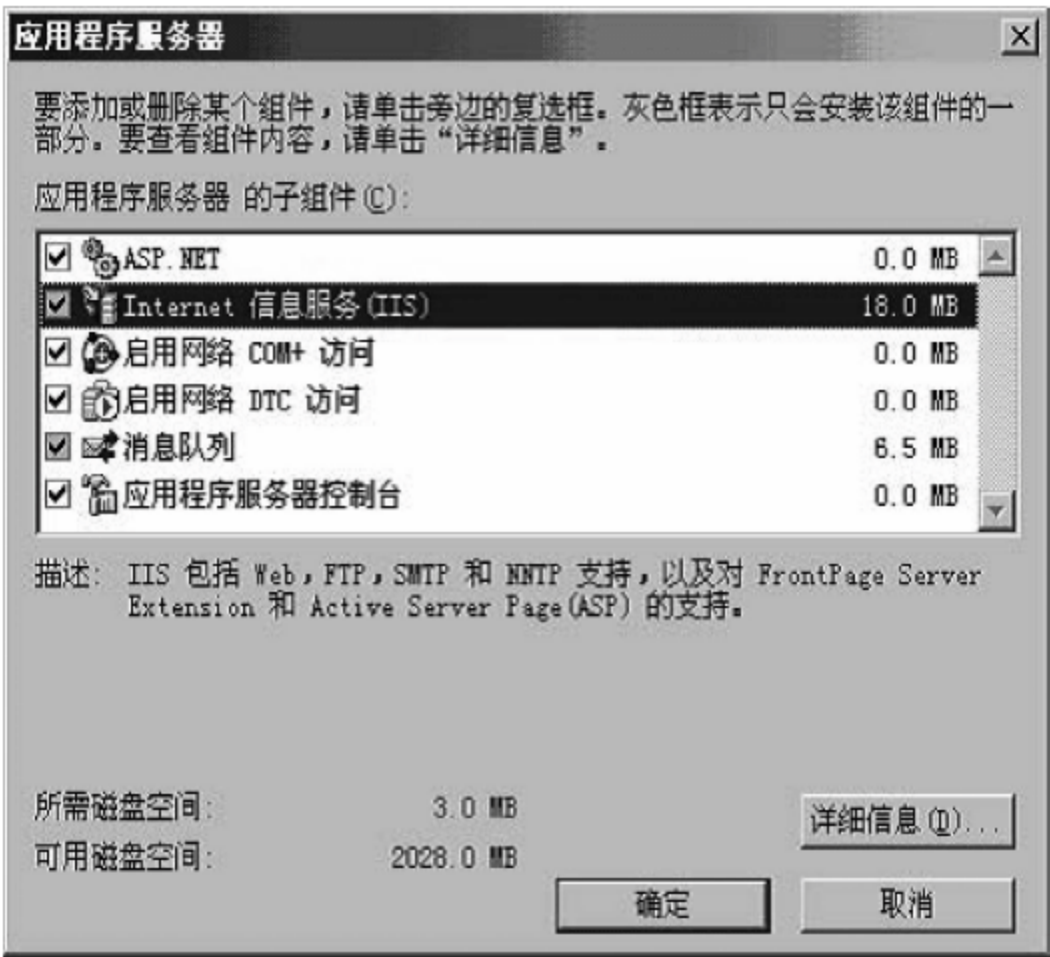 应用程序服务器
要添加或删除某个组件，请单击旁边的复选框。灰色框表示只会安装该组件的一
部分。要查看组件内容，请单击“详细信息”。
应用程序服务器 的子组件(C):
ASP.NET 0.0 MB
Internet 信息服务(IIS) 18.0 MB
启用网络 COM+ 访问 0.0 MB
启用网络 DTC 访问 0.0 MB
消息队列 6.5 MB
应用程序服务器控制台 0.0 MB
描述: IIS 包括 Web，FTP，SMTP 和 NNTP 支持，以及对 FrontPage Server
Extension 和 Active Server Page(ASP) 的支持。
所需磁盘空间: 3.0 MB
详细信息(D)...
可用磁盘空间: 2028.0 MB
确定 取消